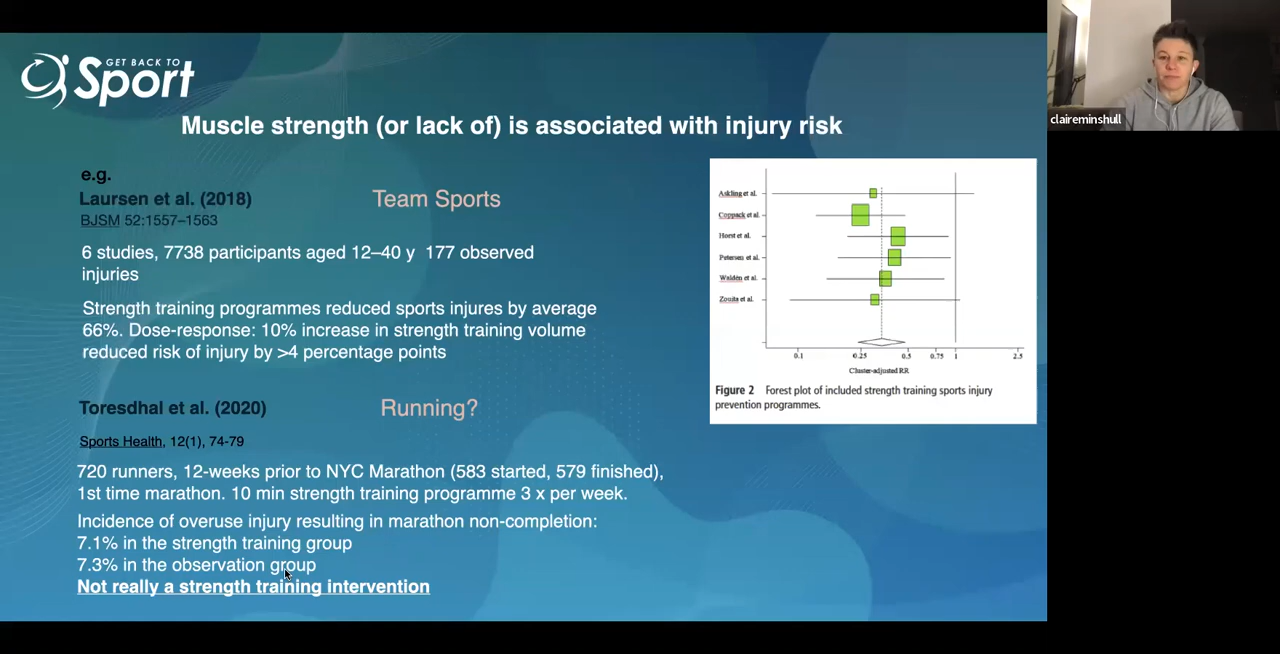 GET BACK TO
Sport
Muscle strength (or lack of) is associated with injury risk
e.g.
Laursen et al. (2018)
Team Sports
BJSM 52:1557–1563
6 studies, 7738 participants aged 12–40 y 177 observed
injuries
Strength training programmes reduced sports injures by average
66%. Dose-response: 10% increase in strength training volume
reduced risk of injury by >4 percentage points
Toresdhal et al. (2020)
Running?
Sports Health, 12(1), 74-79
720 runners, 12-weeks prior to NYC Marathon (583 started, 579 finished),
1st time marathon. 10 min strength training programme 3 x per week.
Incidence of overuse injury resulting in marathon non-completion:
7.1% in the strength training group
7.3% in the observation group
Not really a strength training intervention
Askling et al.
Coppack et al.
Horst et al.
Petersen et al.
Waldén et al.
Zouita et al.
0.1 0.25 0.5 0.75 1 2.5
Cluster-adjusted RR
Figure 2 Forest plot of included strength training sports injury
prevention programmes.
claireminshull